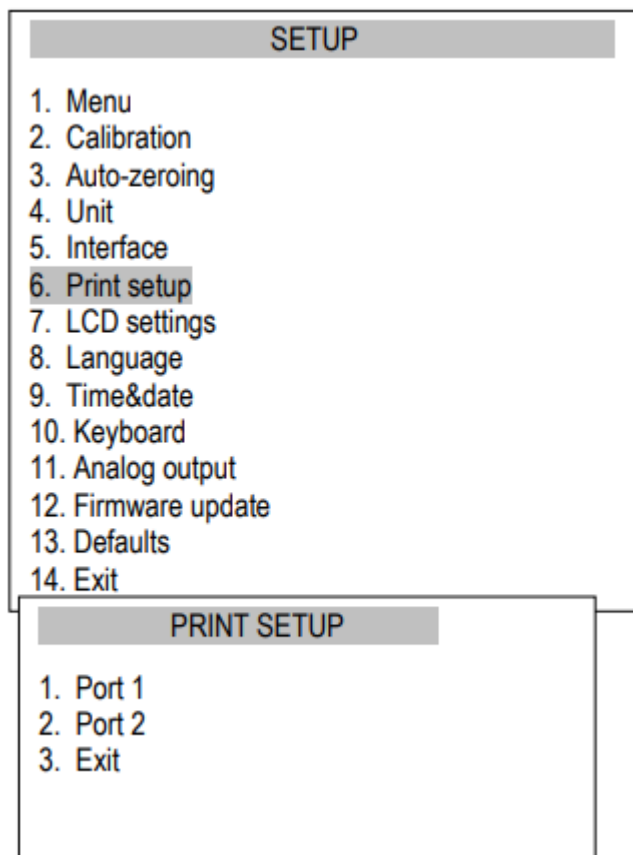 SETUP
1. Menu
2. Calibration
3. Auto-zeroing
4. Unit
5. Interface
6. Print setup
7. LCD settings
8. Language
9. Time&date
10. Keyboard
11. Analog output
12. Firmware update
13. Defaults
14. Exit
PRINT SETUP
1. Port 1
2. Port 2
3. Exit